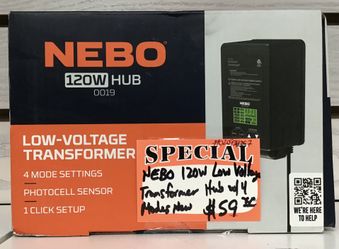 NEBO
120W HUB
0019
LOW-VOLTAGE
TRANSFORMER
4 MODE SETTINGS
PHOTOCELL SENSOR
1 CLICK SETUP
SPECIAL
NEBO 120W Low Voltage
Transformer Hub w/4
Modes New
$59
WE'RE HERE
TO HELP